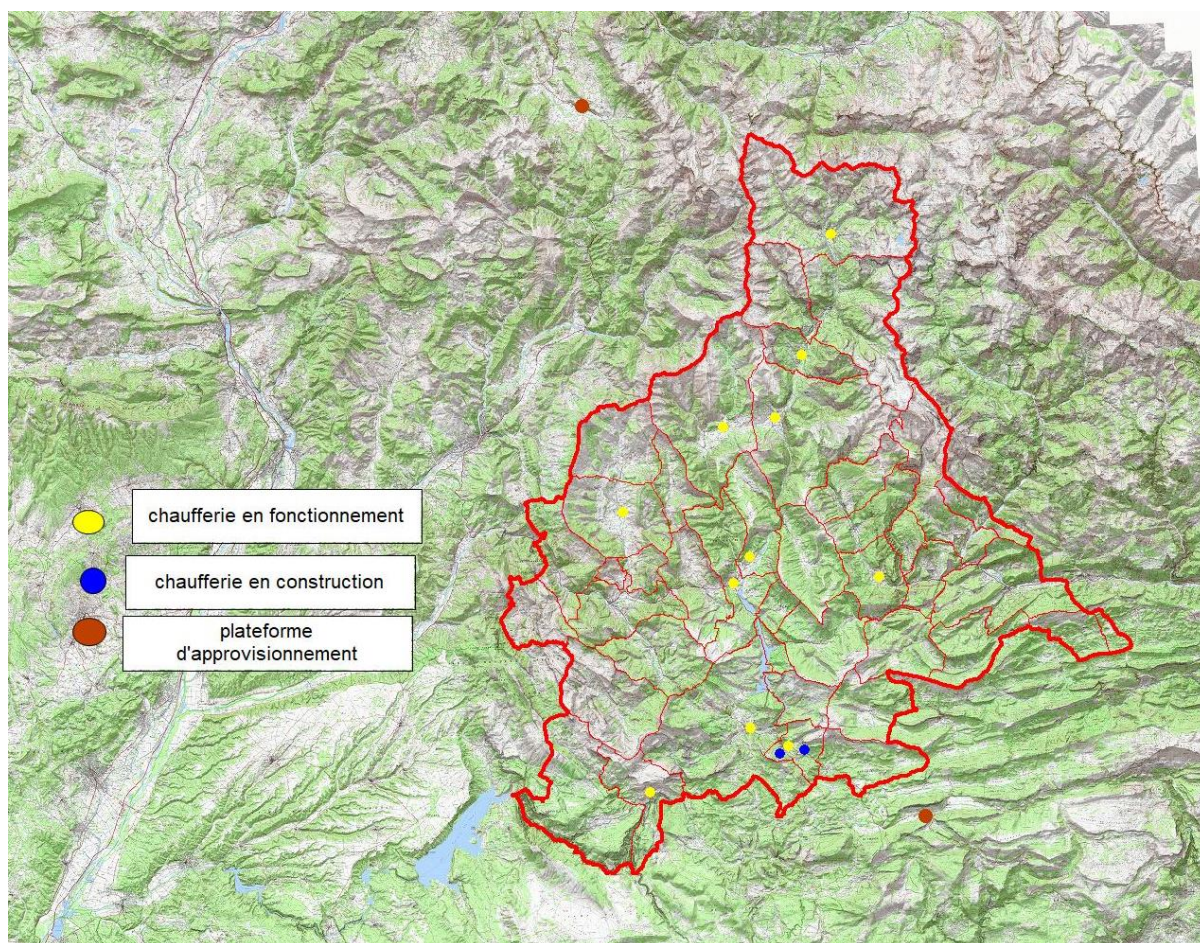 chaufferie en fonctionnement
chaufferie en construction
plateforme
d'approvisionnement